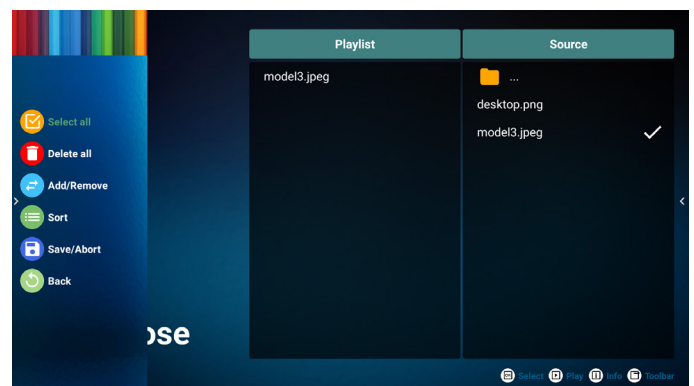 Playlist
Source
model3.jpeg
...
desktop.png
model3.jpeg
Select all
Delete all
Add/Remove
Sort
Save/Abort
Back
ose
Select
Play
Info
Toolbar